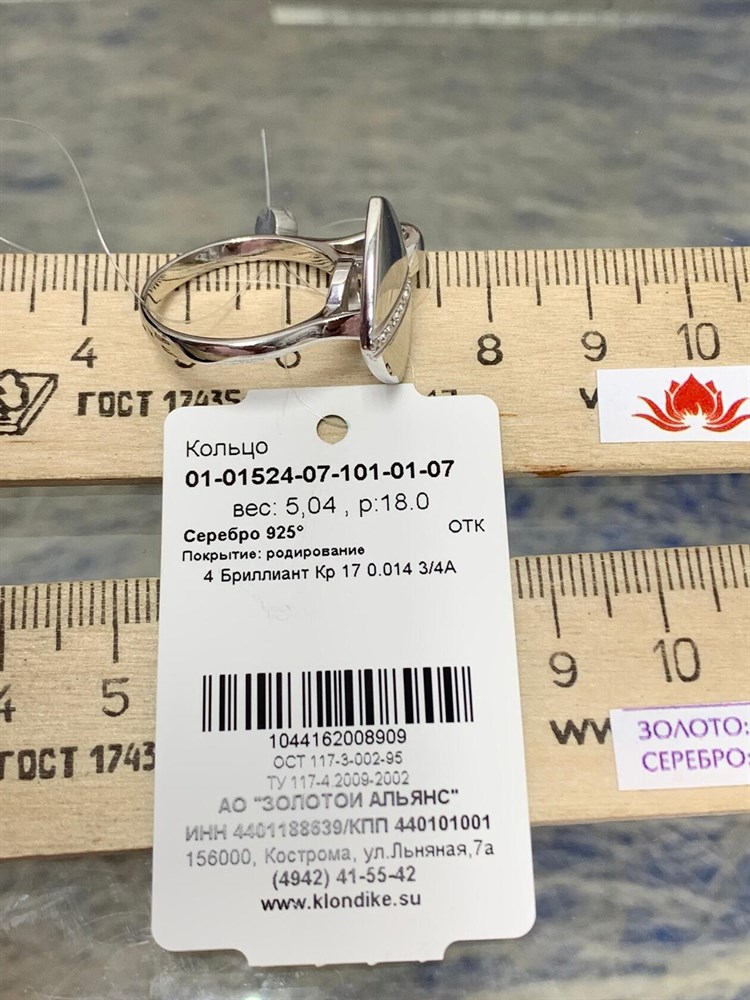 4 6 8 9 10
ГОСТ 17435
Кольцо
01-01524-07-101-01-07
вес: 5,04 , р:18.0
Серебро 925° ОТК
Покрытие: родирование
4 Бриллиант Кр 17 0.014 3/4А
1044162008909
ОСТ 117-3-002-95
ТУ 117-4.2009-2002
АО "ЗОЛОТОЙ АЛЬЯНС"
ИНН 4401188639/КПП 440101001
156000, Кострома, ул.Льняная,7а
(4942) 41-55-42
www.klondike.su
4 5 9 10
ГОСТ 1743
ЗОЛОТО:
СЕРЕБРО: